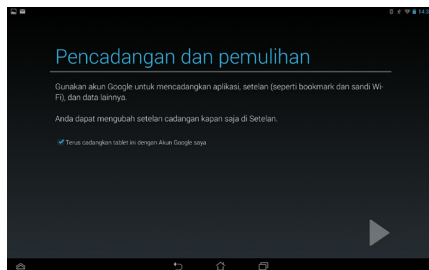 Pencadangan dan pemulihan
Gunakan akun Google untuk mencadangkan aplikasi, setelan (seperti bookmark dan sandi Wi-
Fi), dan data lainnya.
Anda dapat mengubah setelan cadangan kapan saja di Setelan.
Terus cadangkan tablet ini dengan Akun Google saya